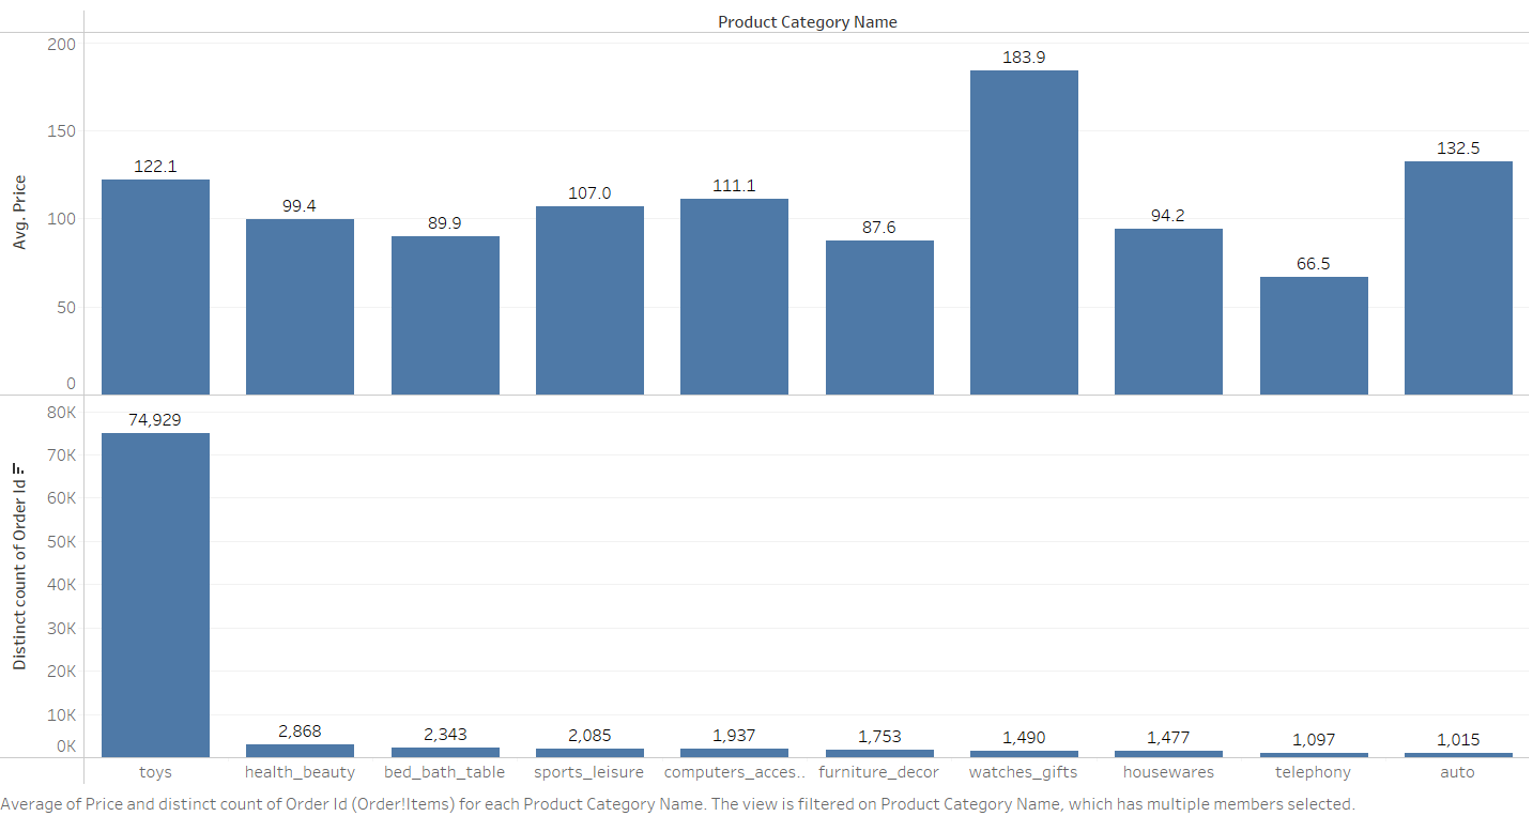 Product Category Name
200
150
100
50
0
Avg. Price
122.1
99.4
89.9
107.0
111.1
87.6
183.9
94.2
66.5
132.5
80K
70K
60K
50K
40K
30K
20K
10K
0K
Distinct count of Order Id
74,929
2,868
2,343
2,085
1,937
1,753
1,490
1,477
1,097
1,015
toys
health_beauty
bed_bath_table
sports_leisure
computers_acces..
furniture_decor
watches_gifts
housewares
telephony
auto
Average of Price and distinct count of Order Id (Order!Items) for each Product Category Name. The view is filtered on Product Category Name, which has multiple members selected.